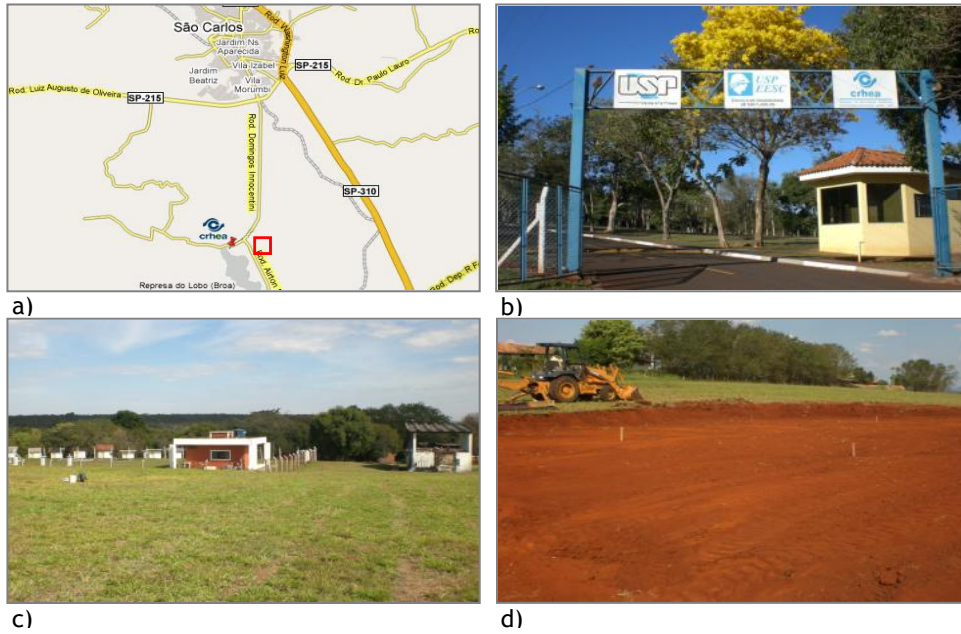 São Carlos
Rod. Washington Luiz
Jardim Ns
Aparecida
Vila Izabel
SP-215
Rod. Dr. Paulo Lauro
Jardim
Beatriz
Vila
Morumbi
Rod. Luiz Augusto de Oliveira
SP-215
Rod. Domingos Innocentini
SP-310
crhea
Rod. Airton
Rod. Dep. R.F
Represa do Lobo (Broa)
a)
USP
USP
EESC
crhea
b)
c)
d)